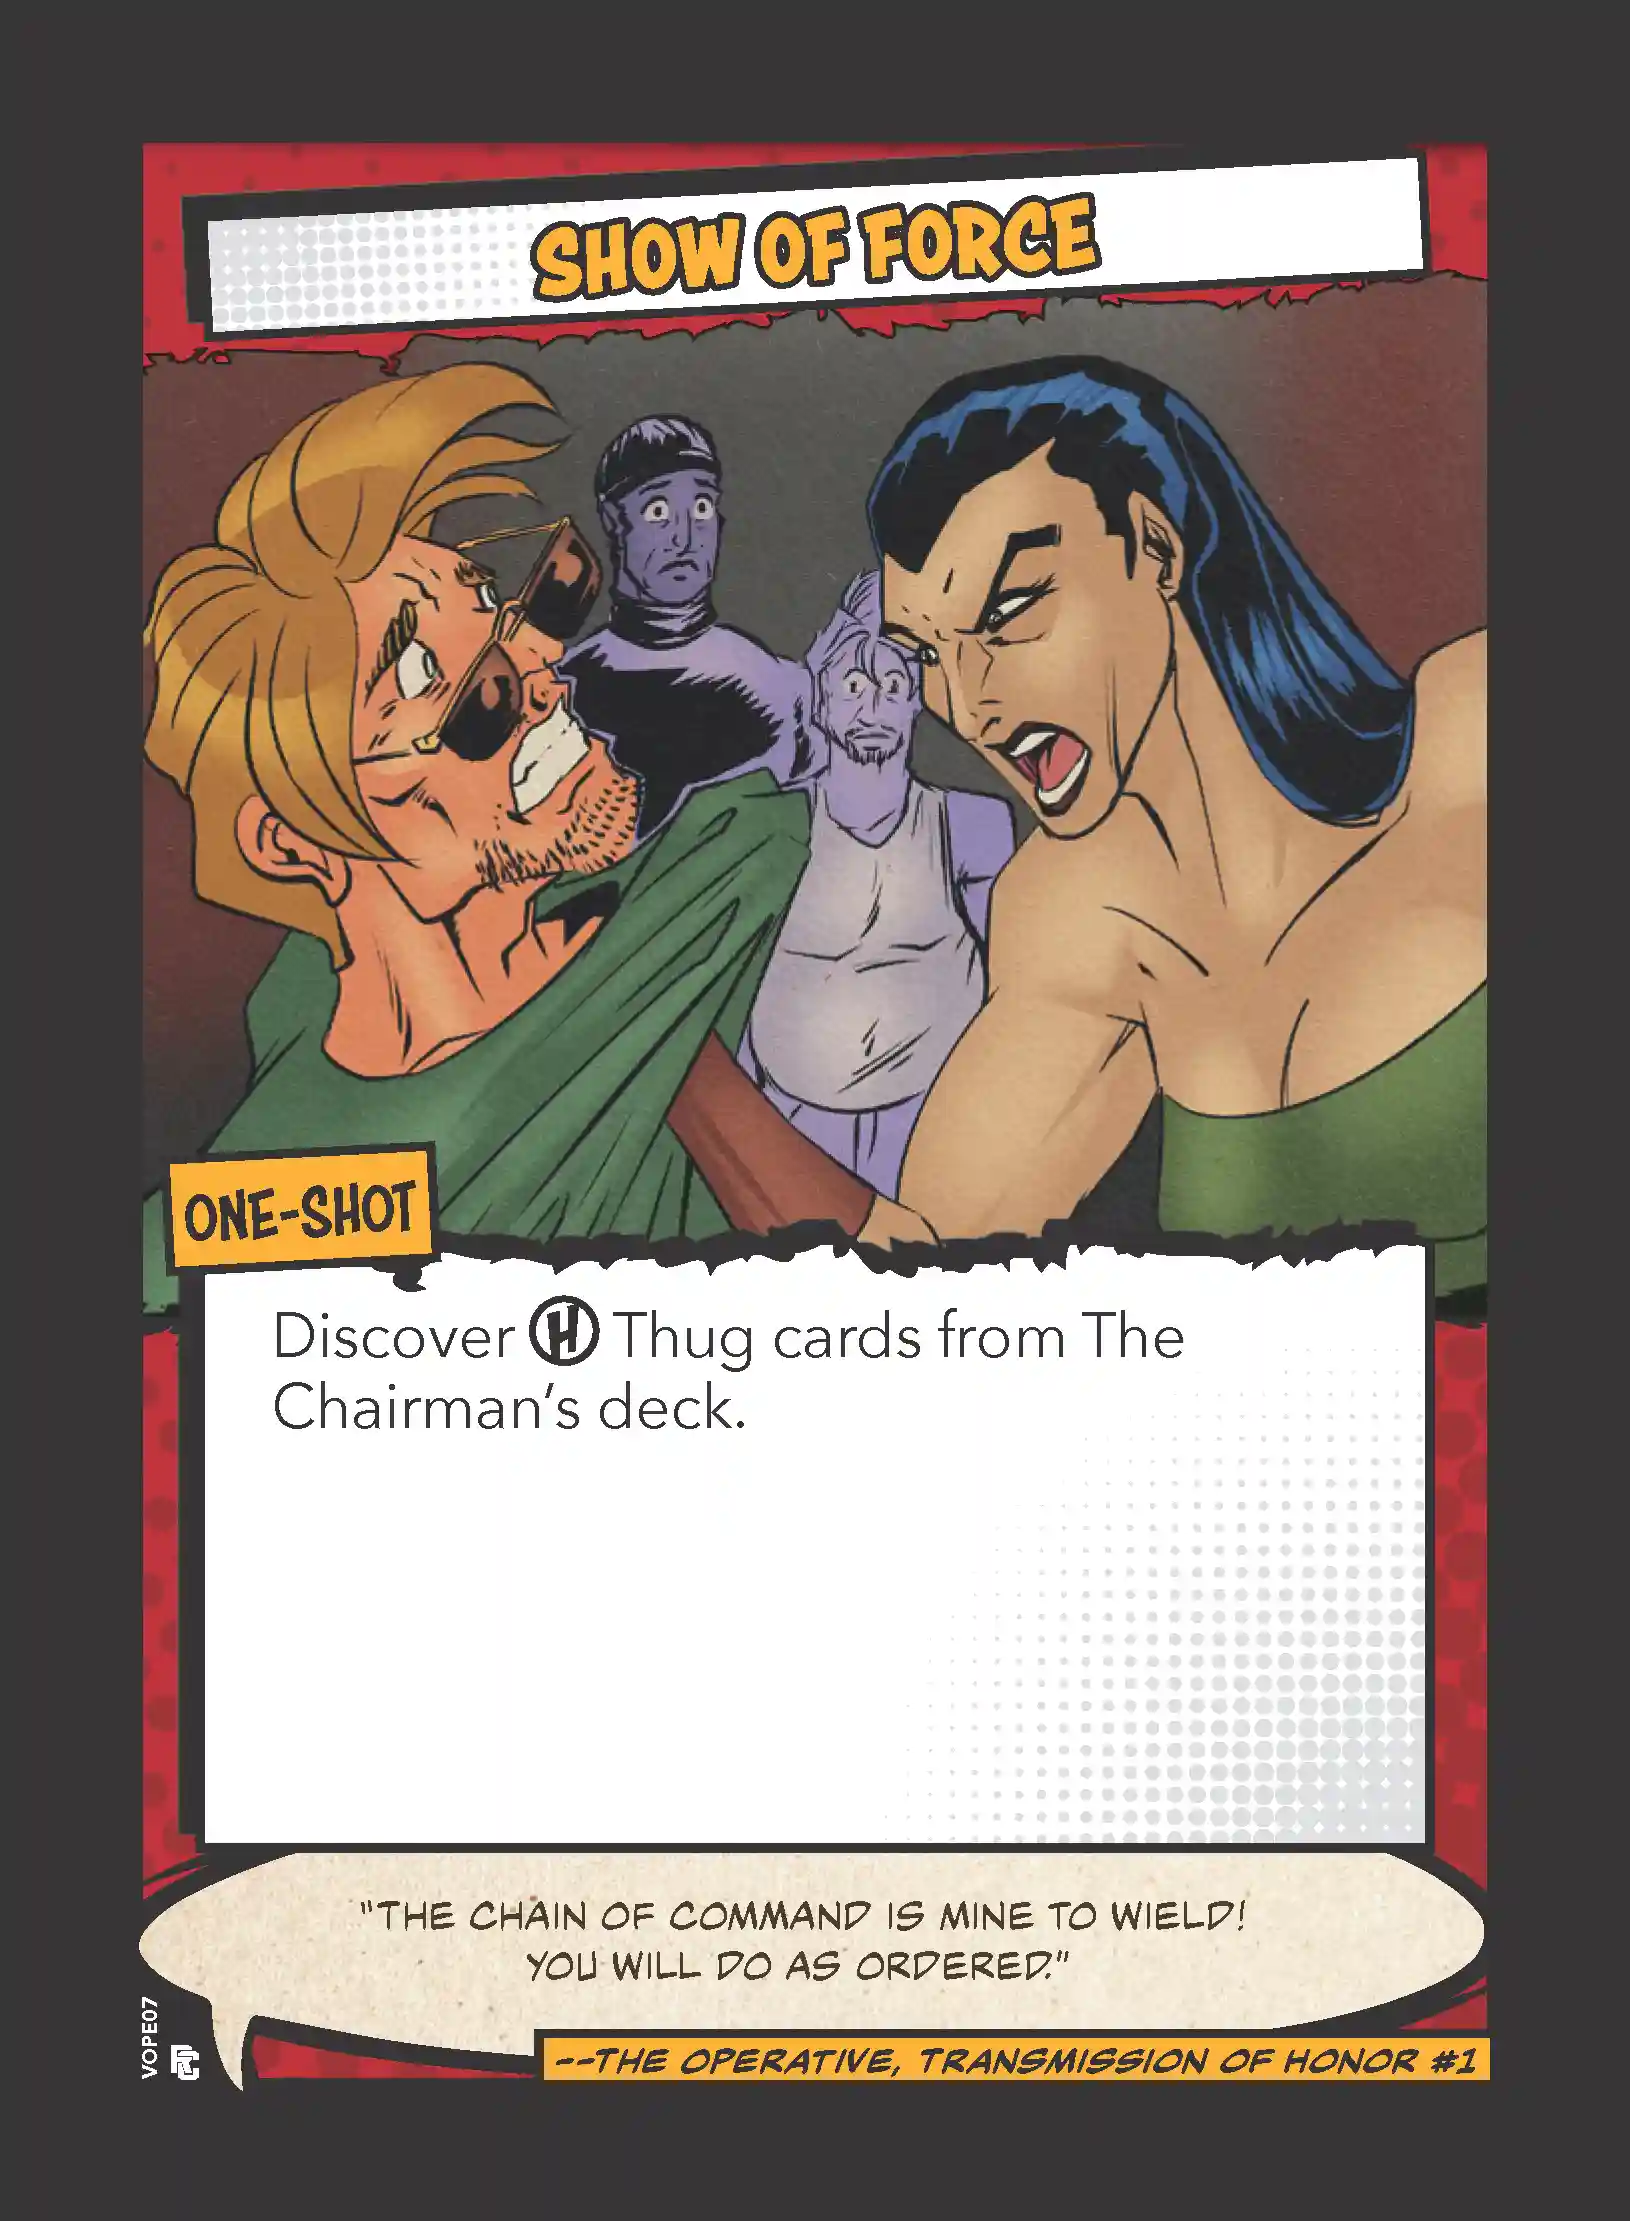 SHOW OF FORCE
ONE-SHOT
Discover H Thug cards from The
Chairman's deck.
"THE CHAIN OF COMMAND IS MINE TO WIELD!
YOU WILL DO AS ORDERED."
--THE OPERATIVE, TRANSMISSION OF HONOR #1
VOPE07